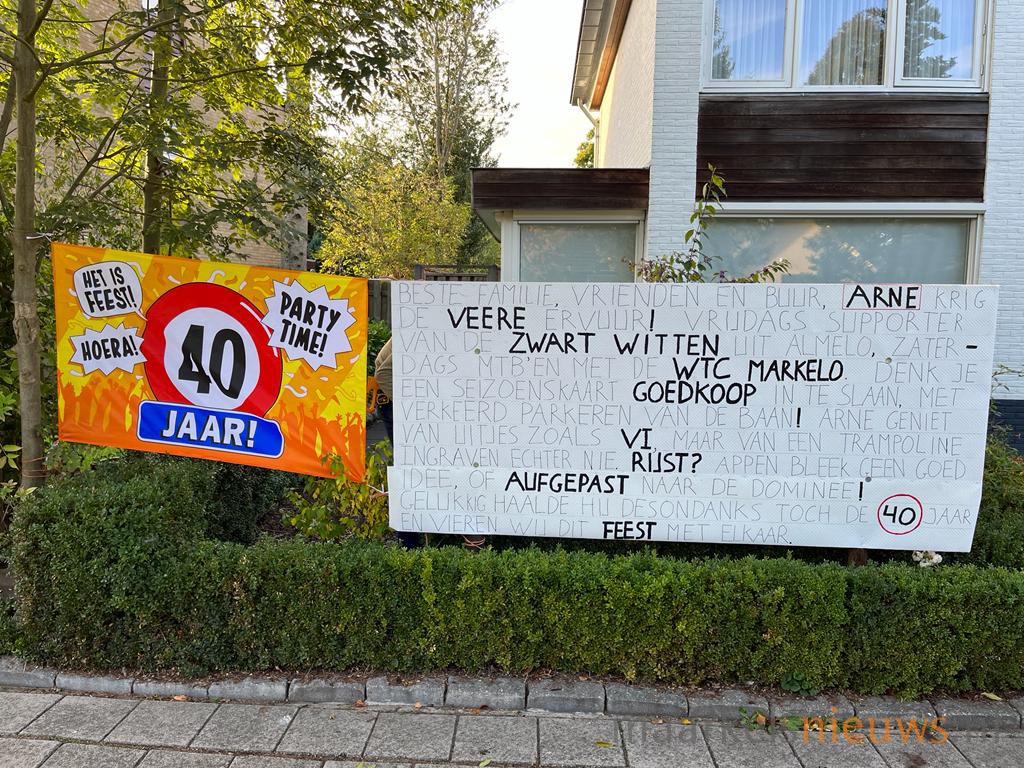 HET IS
FEEST!
HOERA!
PARTY
TIME!
40
JAAR!
BESTE FAMILIE, VRIENDEN EN BUUR, ARNE KRIG
DE VEERE ERVUUR! VRIJDAGS SUPPORTER
VAN DE ZWART WITTEN UIT ALMELO, ZATER-
DAGS MTB'EN MET DE WTC MARKELO. DENK JE
EEN SEIZOENSKAART GOEDKOOP IN TE SLAAN, MET
VERKEERD PARKEREN VAN DE BAAN! ARNE GENIET
VAN UITJES ZOALS VI, MAAR VAN EEN TRAMPOLINE
INGRAVEN ECHTER NIE. RIJST? APPEN BLEEK GEEN GOED
IDEE, OF AUFGEPAST NAAR DE DOMINEE!
GELUKKIG HAALDE HIJ DESONDANKS TOCH DE 40 JAAR
EN VIEREN WIJ DIT FEEST MET ELKAAR.